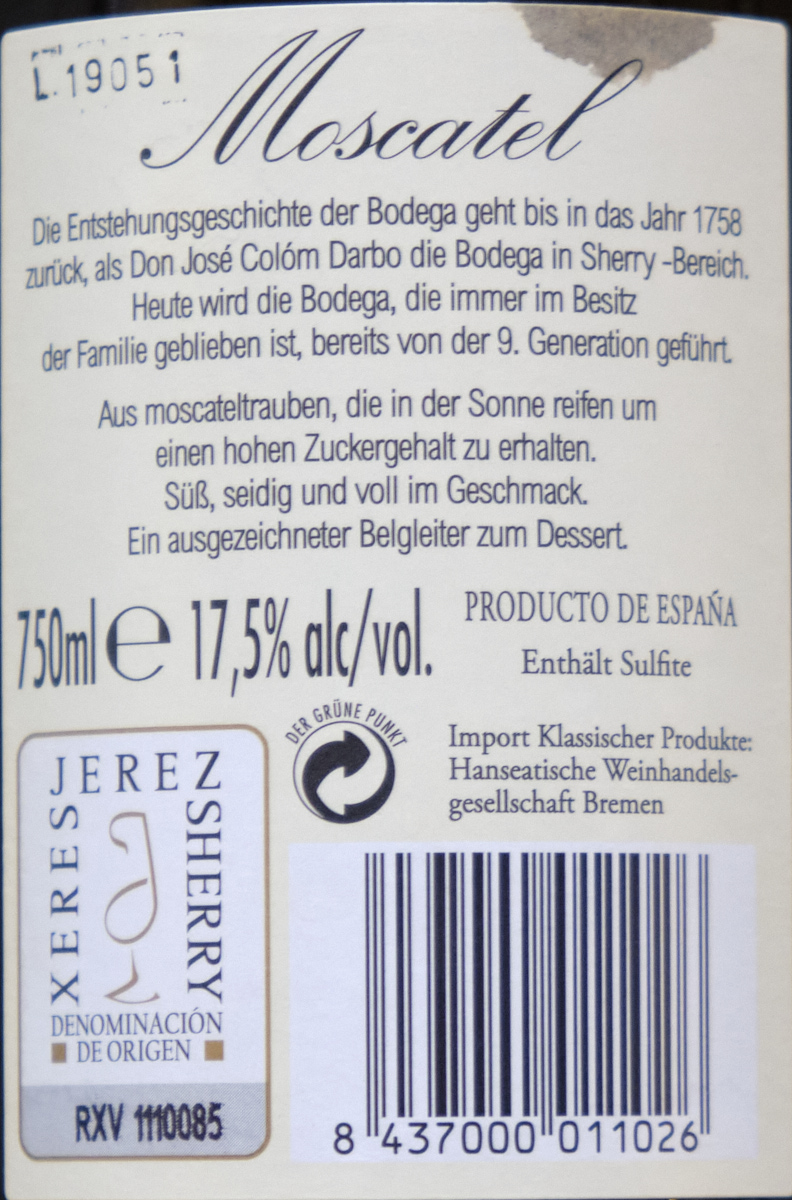 L.19051
Moscatel
Die Entstehungsgeschichte der Bodega geht bis in das Jahr 1758
zurück, als Don José Colóm Darbo die Bodega in Sherry -Bereich.
Heute wird die Bodega, die immer im Besitz
der Familie geblieben ist, bereits von der 9. Generation geführt.
Aus moscateltrauben, die in der Sonne reifen um
einen hohen Zuckergehalt zu erhalten.
Süß, seidig und voll im Geschmack.
Ein ausgezeichneter Belgleiter zum Dessert.
750ml e 17,5% alc/vol.
PRODUCTO DE ESPAÑA
Enthält Sulfite
DER GRÜNE PUNKT
Import Klassischer Produkte:
Hanseatische Weinhandels-
gesellschaft Bremen
JEREZ
XERES
SHERRY
DENOMINACIÓN
DE ORIGEN
RXV 1110085
8 437000 011026